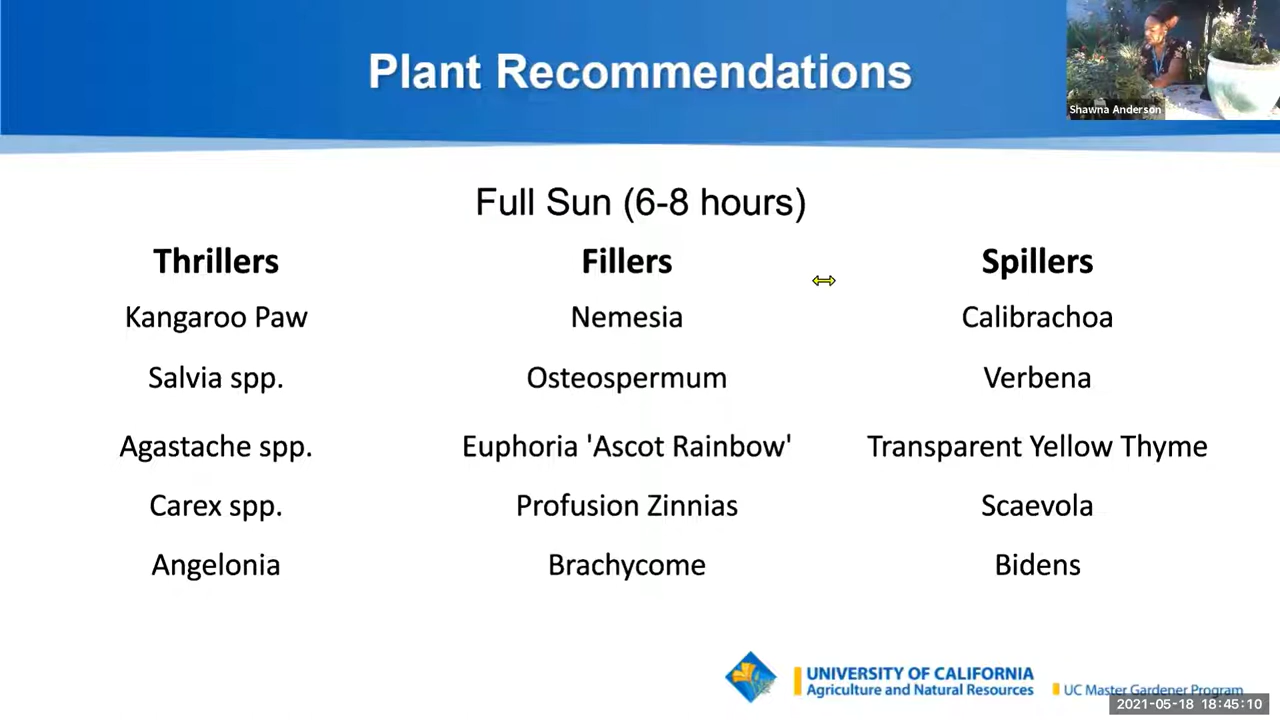 Plant Recommendations
Shawna Anderson
Full Sun (6-8 hours)
Thrillers Fillers Spillers
Kangaroo Paw Nemesia Calibrachoa
Salvia spp. Osteospermum Verbena
Agastache spp. Euphoria 'Ascot Rainbow' Transparent Yellow Thyme
Carex spp. Profusion Zinnias Scaevola
Angelonia Brachycome Bidens
UNIVERSITY OF CALIFORNIA
Agriculture and Natural Resources
UC Master Gardener Program
2021-05-18 18:45:10